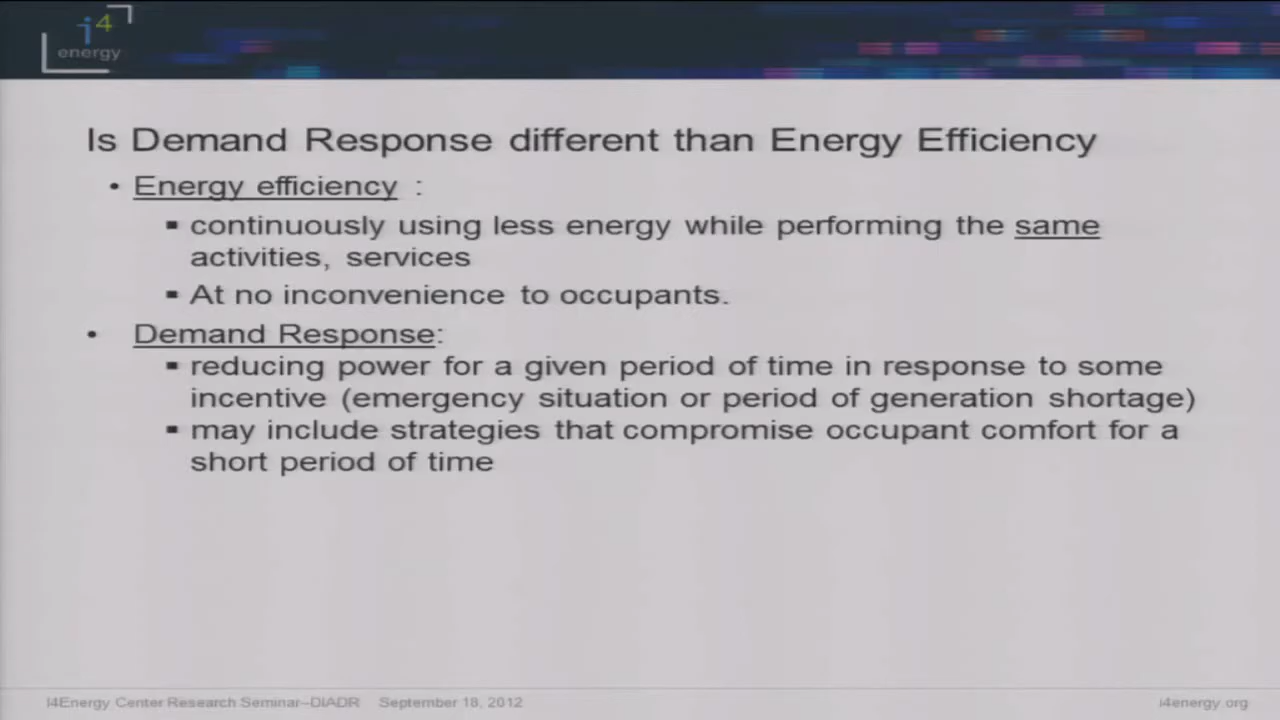 i4
energy
Is Demand Response different than Energy Efficiency
• Energy efficiency :
▪ continuously using less energy while performing the same
activities, services
▪ At no inconvenience to occupants.
• Demand Response:
▪ reducing power for a given period of time in response to some
incentive (emergency situation or period of generation shortage)
▪ may include strategies that compromise occupant comfort for a
short period of time
I4Energy Center Research Seminar–DIADR September 18, 2012
i4energy.org